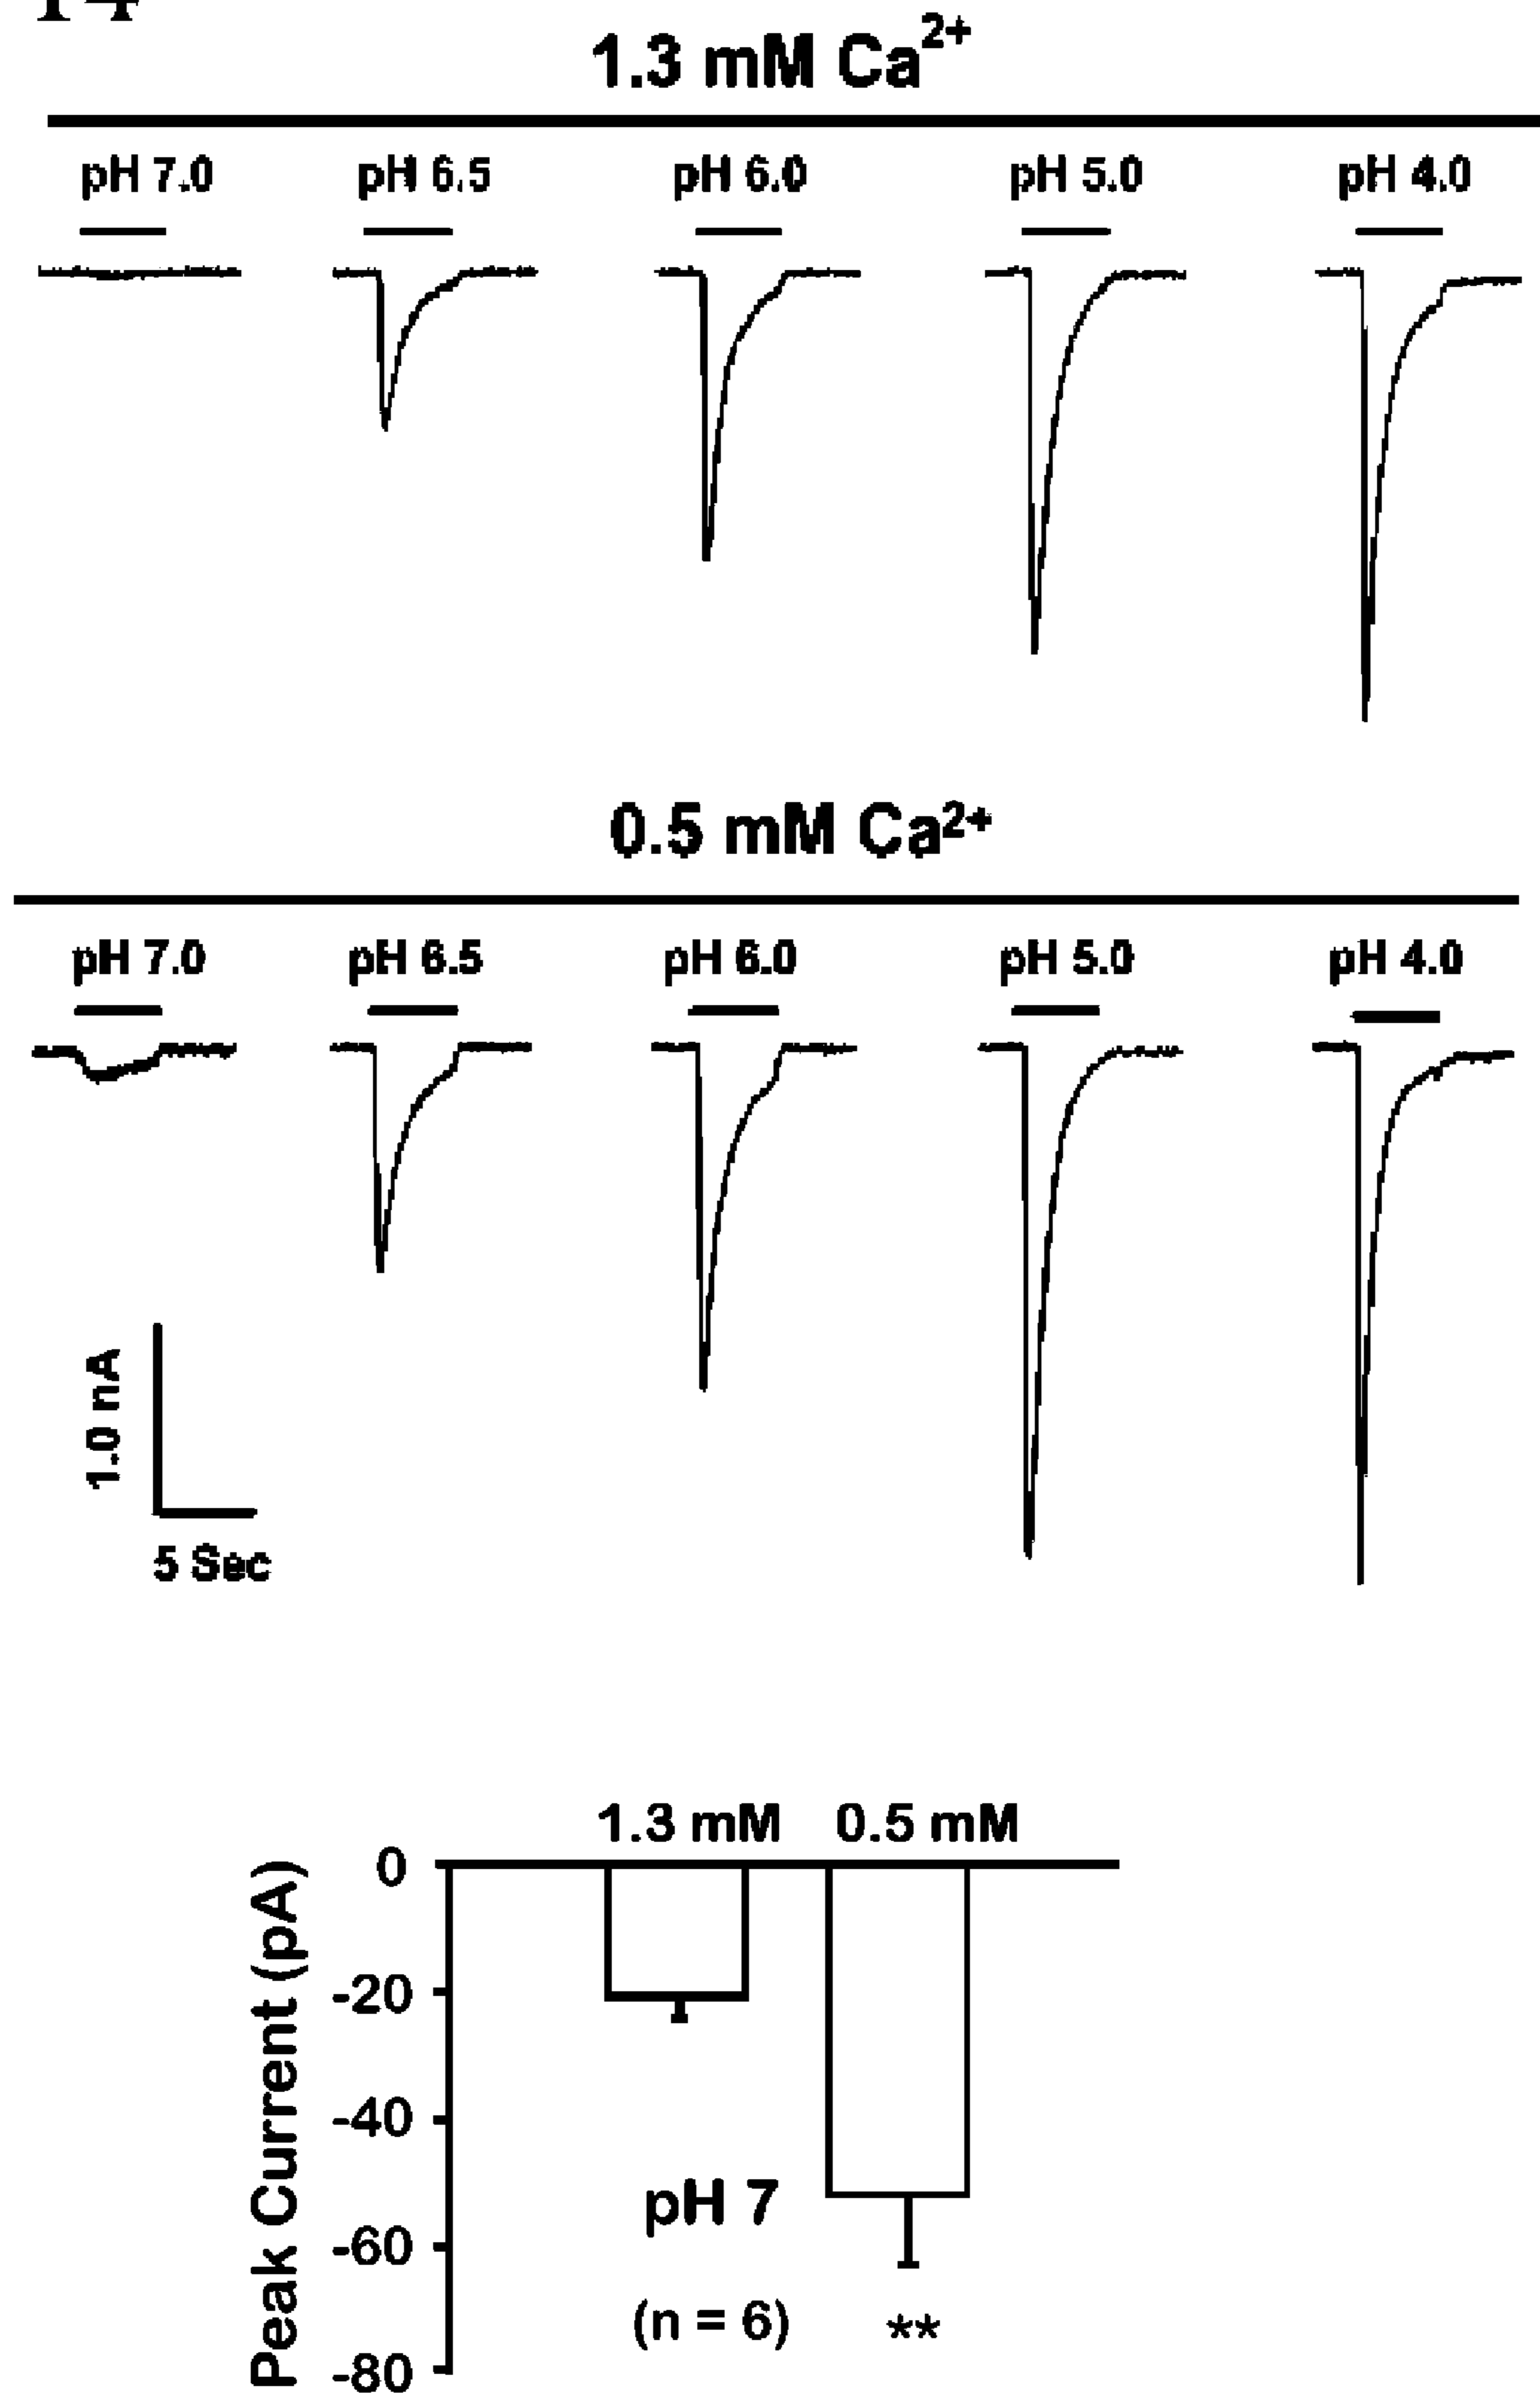 1.3 mM Ca2+
pH 7.0 pH 6.5 pH 6.0 pH 5.0 pH 4.0
0.5 mM Ca2+
pH 7.0 pH 6.5 pH 6.0 pH 5.0 pH 4.0
1.0 nA
5 Sec
1.3 mM 0.5 mM
Peak Current (pA)
0
-20
-40
-60
-80
pH 7
(n = 6) **